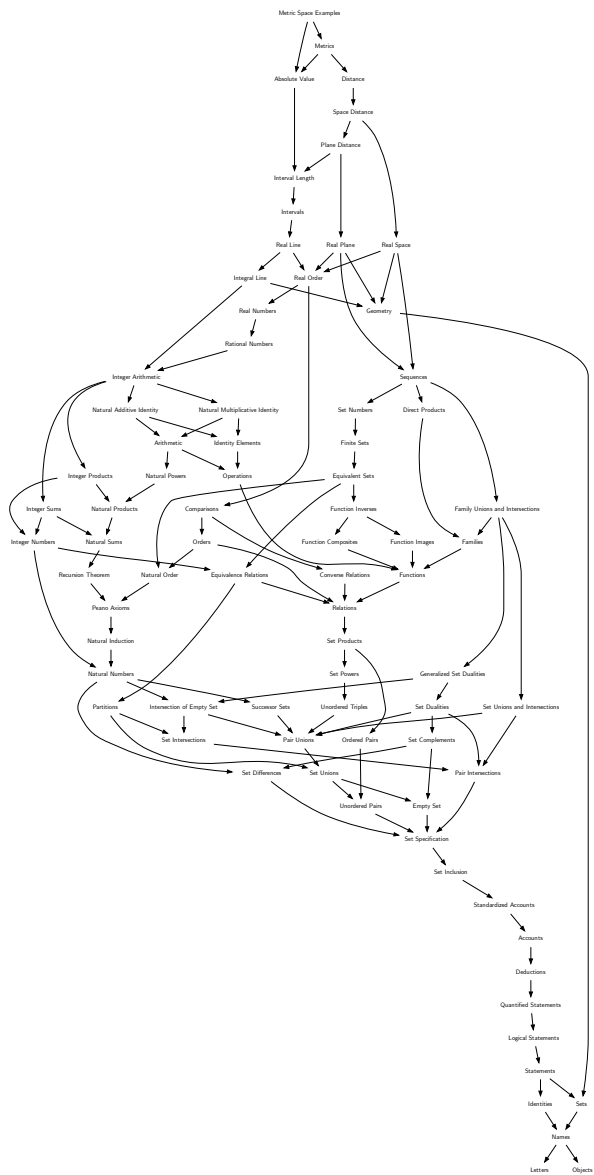 Metric Space Examples
Metrics
Absolute Value
Distance
Space Distance
Plane Distance
Interval Length
Intervals
Real Line
Real Plane
Real Space
Integral Line
Real Order
Real Numbers
Geometry
Rational Numbers
Integer Arithmetic
Sequences
Natural Additive Identity
Natural Multiplicative Identity
Set Numbers
Direct Products
Arithmetic
Identity Elements
Finite Sets
Integer Products
Natural Powers
Operations
Equivalent Sets
Integer Sums
Natural Products
Comparisons
Function Inverses
Family Unions and Intersections
Integer Numbers
Natural Sums
Orders
Function Composites
Function Images
Families
Recursion Theorem
Natural Order
Equivalence Relations
Converse Relations
Functions
Peano Axioms
Relations
Natural Induction
Set Products
Natural Numbers
Set Powers
Generalized Set Dualities
Partitions
Intersection of Empty Set
Successor Sets
Unordered Triples
Set Dualities
Set Unions and Intersections
Set Intersections
Pair Unions
Ordered Pairs
Set Complements
Set Differences
Set Unions
Pair Intersections
Unordered Pairs
Empty Set
Set Specification
Set Inclusion
Standardized Accounts
Accounts
Deductions
Quantified Statements
Logical Statements
Statements
Identities
Sets
Names
Letters
Objects